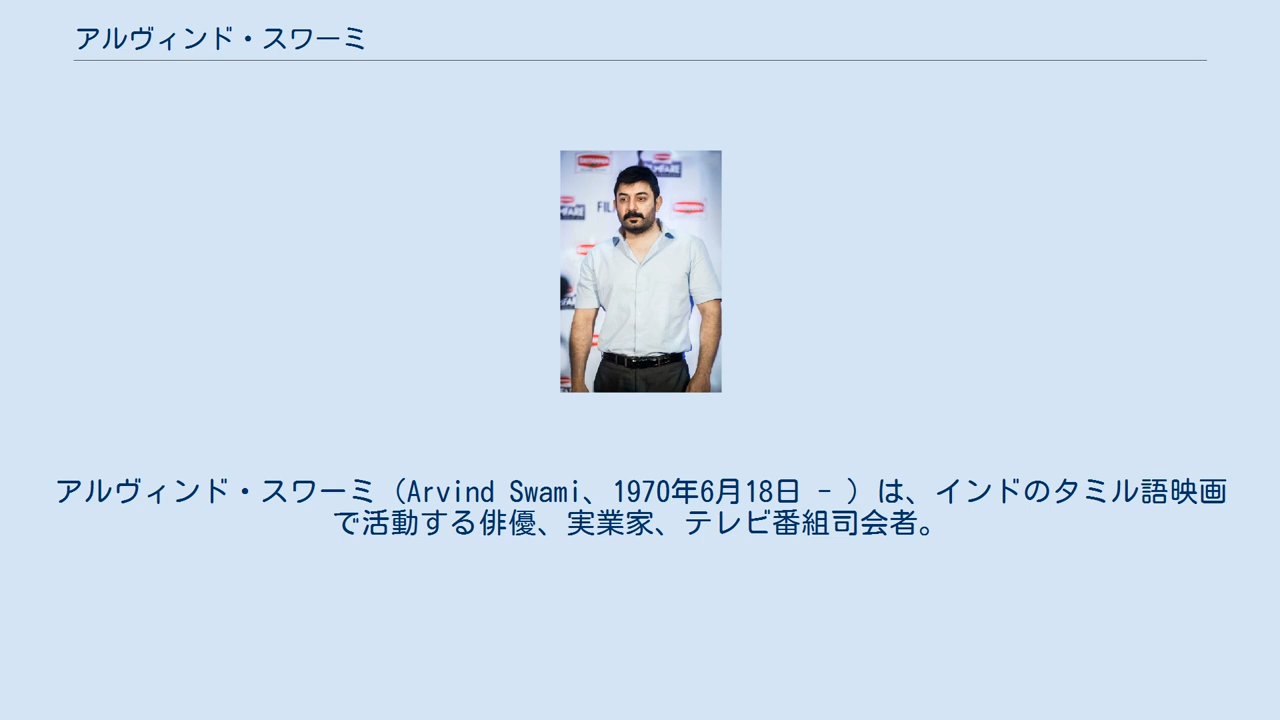 アルヴィンド・スワーミ
FILMFARE
アルヴィンド・スワーミ（Arvind Swami、1970年6月18日 - ）は、インドのタミル語映画
で活動する俳優、実業家、テレビ番組司会者。